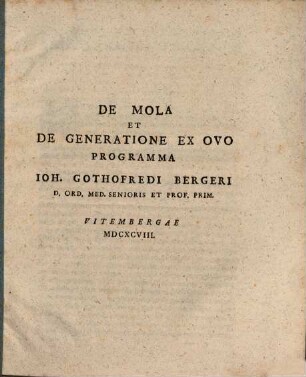 DE MOLA
ET
DE GENERATIONE EX OVO
PROGRAMMA
IOH. GOTHOFREDI BERGERI
D. ORD. MED. SENIORIS ET PROF. PRIM.
VITEMBERGAE
MDCXCVIII.